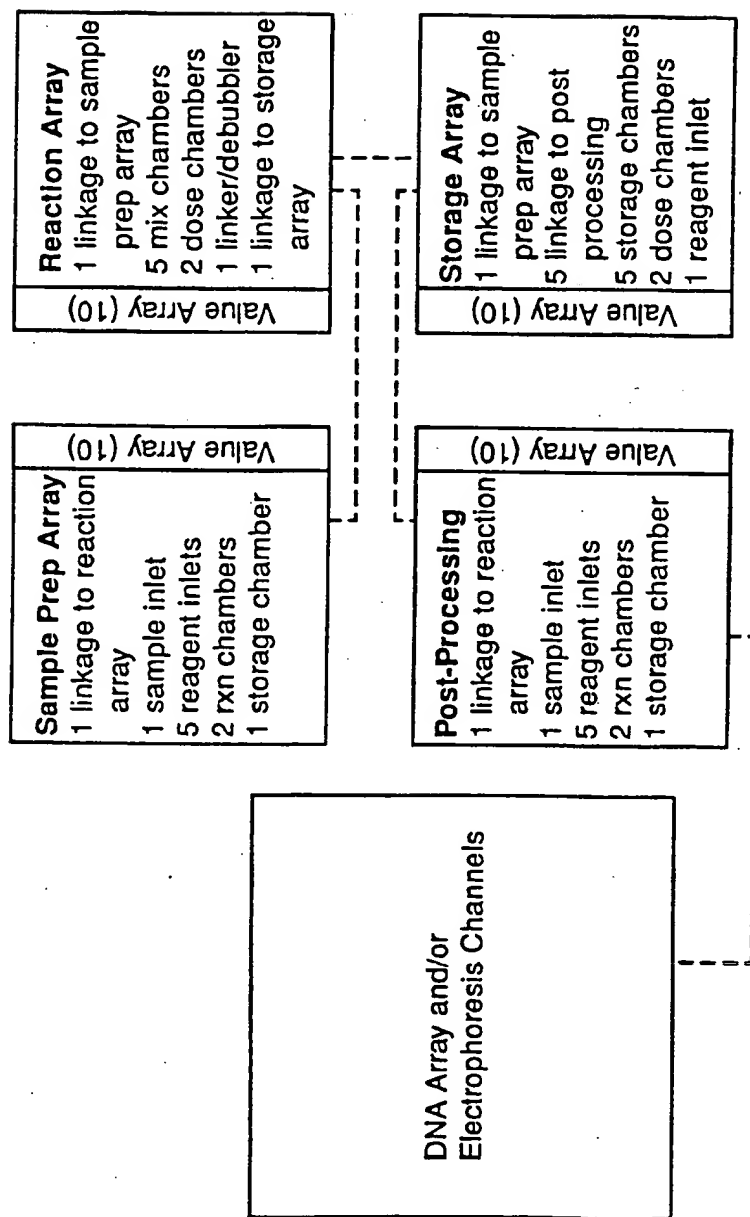 Sample Prep Array
1 linkage to reaction
array
1 sample inlet
5 reagent inlets
2 rxn chambers
1 storage chamber
Value Array (10)
Reaction Array
1 linkage to sample
prep array
5 mix chambers
2 dose chambers
1 linker/debubbler
1 linkage to storage
array
Value Array (10)
DNA Array and/or
Electrophoresis Channels
Post-Processing
1 linkage to reaction
array
1 sample inlet
5 reagent inlets
2 rxn chambers
1 storage chamber
Value Array (10)
Storage Array
1 linkage to sample
prep array
5 linkage to post
processing
5 storage chambers
2 dose chambers
1 reagent inlet
Value Array (10)